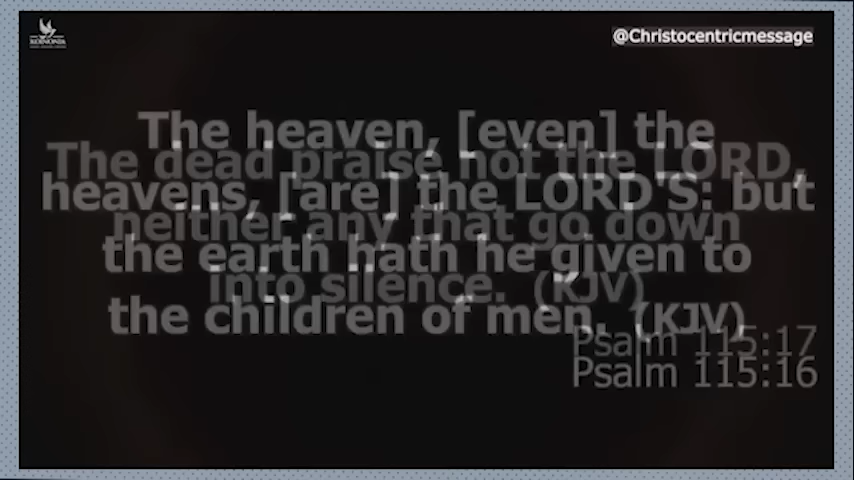 KOINONIA
@Christocentricmessage
The heaven, [even] the
heavens, [are] the LORD'S: but
the earth hath he given to
the children of men. (KJV)
Psalm 115:16
The dead praise not the LORD,
neither any that go down
into silence. (KJV)
Psalm 115:17